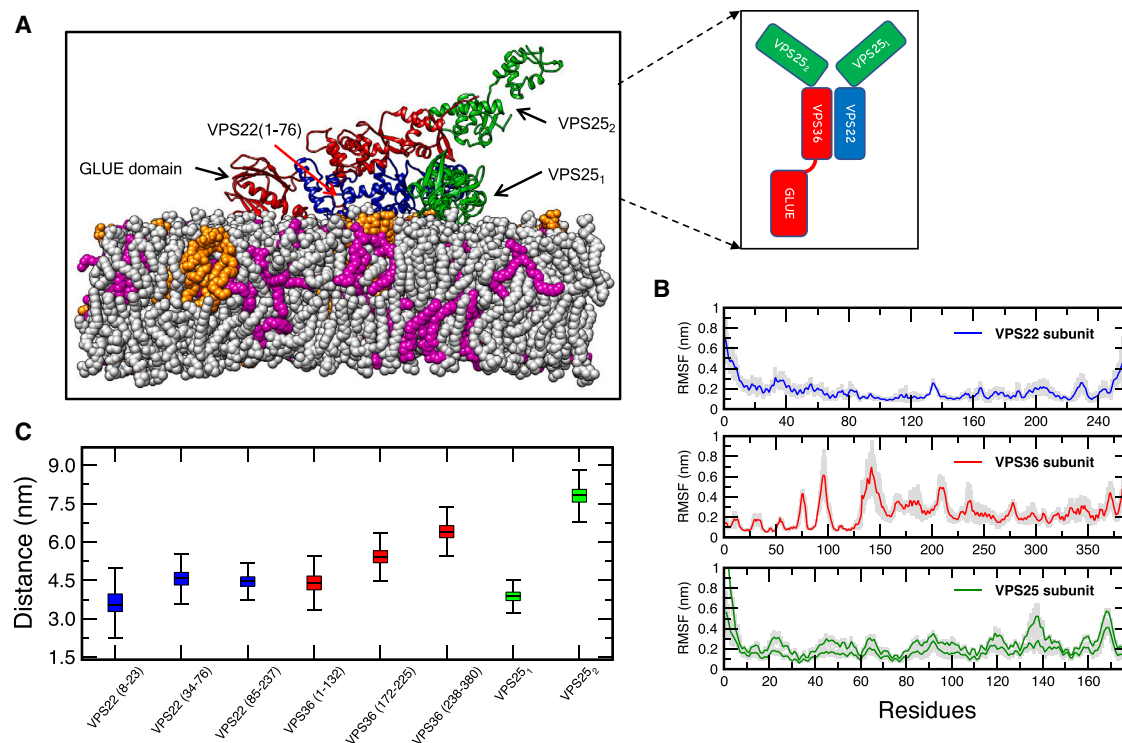 A
VPS22(1-76)
GLUE domain
VPS25₂
VPS25₁
VPS25₂
VPS25₁
VPS36
VPS22
GLUE
B
RMSF (nm)
1
0.8
0.6
0.4
0.2
0
VPS22 subunit
0 40 80 120 160 200 240
RMSF (nm)
1
0.8
0.6
0.4
0.2
0
VPS36 subunit
0 50 100 150 200 250 300 350
RMSF (nm)
1
0.8
0.6
0.4
0.2
0
VPS25 subunit
0 20 40 60 80 100 120 140 160
Residues
C
Distance (nm)
9.0
7.5
6.0
4.5
3.0
1.5
VPS22 (8-23)
VPS22 (34-76)
VPS22 (85-237)
VPS36 (1-132)
VPS36 (172-225)
VPS36 (238-380)
VPS25₁
VPS25₂